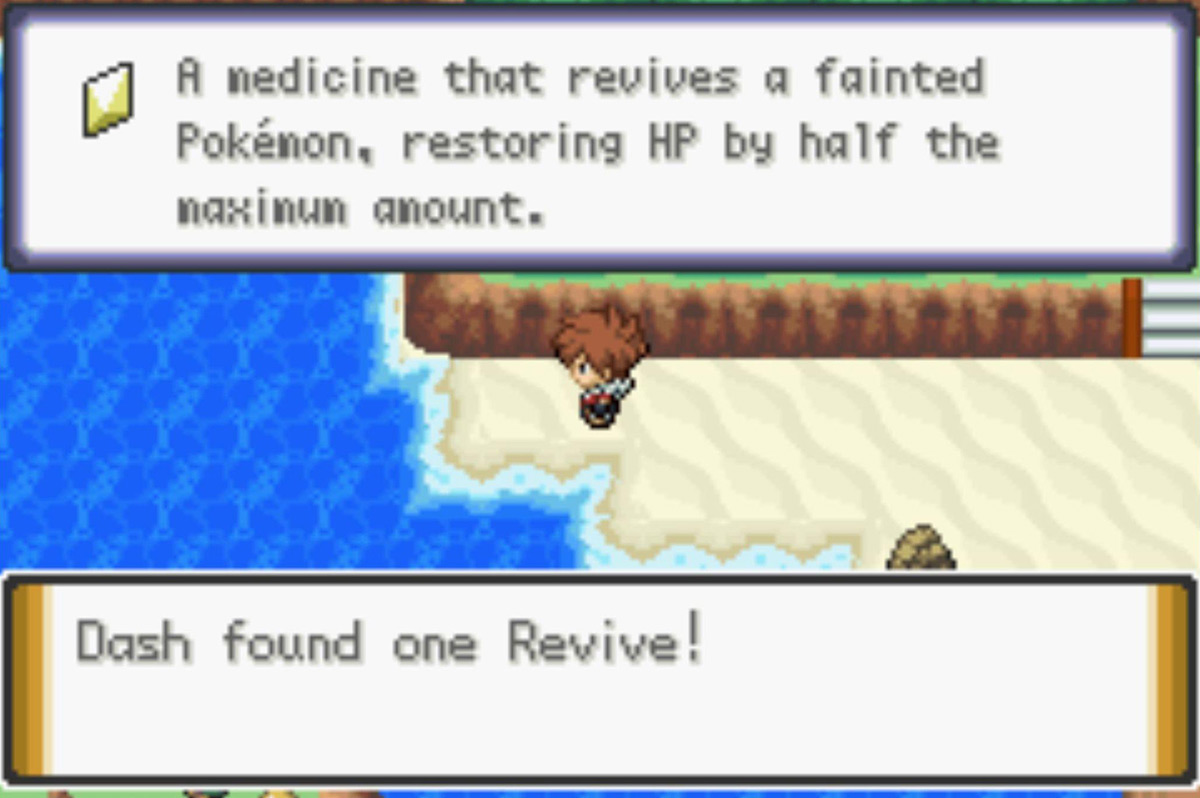 A medicine that revives a fainted
Pokémon, restoring HP by half the
maximum amount.
Dash found one Revive!